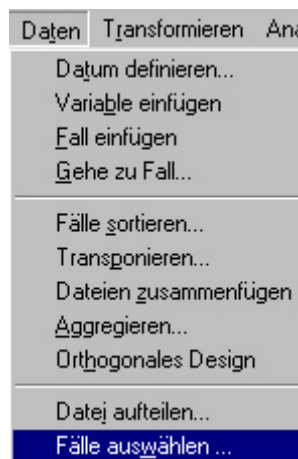 Daten Transformieren
Datum definieren...
Variable einfügen
Fall einfügen
Gehe zu Fall...
Fälle sortieren...
Transponieren...
Dateien zusammenfügen
Aggregieren...
Orthogonales Design
Datei aufteilen...
Fälle auswählen ...